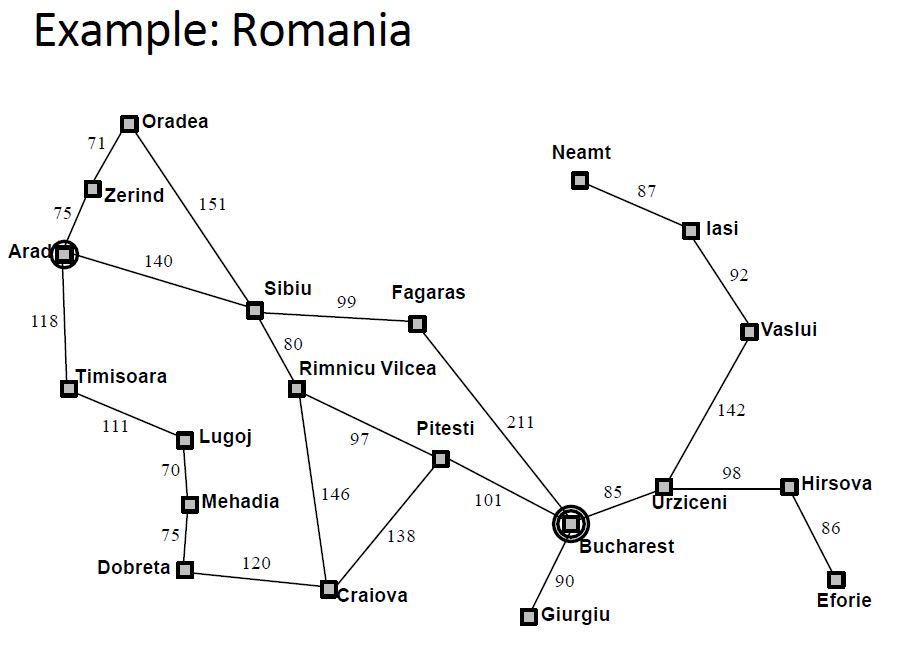 Example: Romania
Oradea
71
Neamt
87
Zerind
151
75
Iasi
Arad
140
92
Sibiu
99
Fagaras
118
80
Vaslui
Timisoara
Rimnicu Vilcea
142
111
Lugoj
97
Pitesti
211
70
98
Hirsova
Mehadia
146
101
85
Urziceni
75
138
86
Dobreta
120
Bucharest
90
Craiova
Eforie
Giurgiu